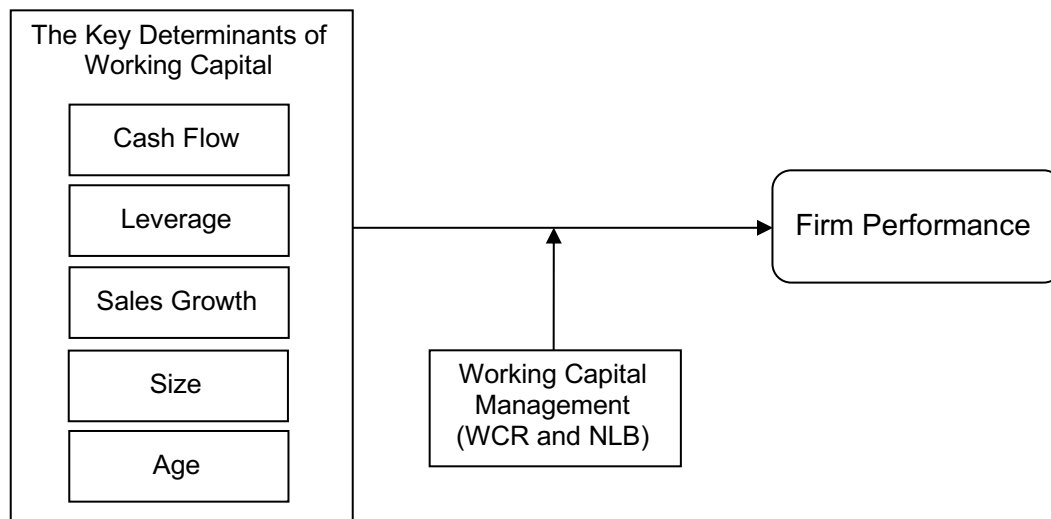 The Key Determinants of
Working Capital
Cash Flow
Leverage
Sales Growth
Size
Age
Working Capital
Management
(WCR and NLB)
Firm Performance